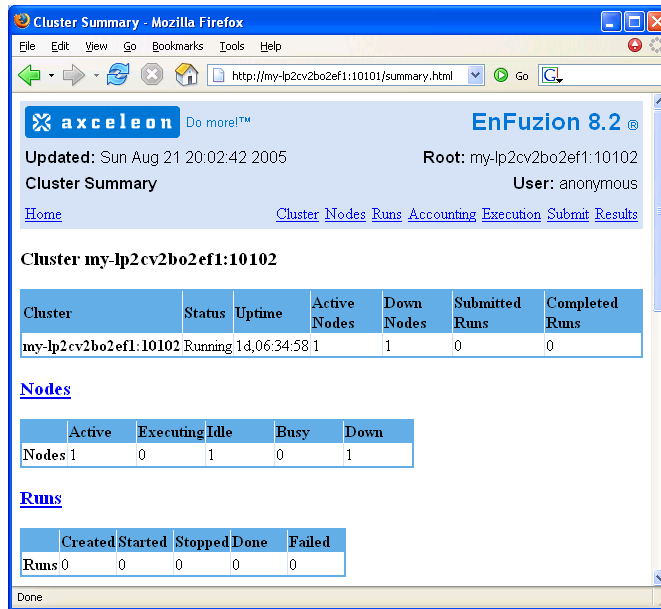 Cluster Summary - Mozilla Firefox
File Edit View Go Bookmarks Tools Help
http://my-lp2cv2bo2ef1:10101/summary.html Go G
axceleon Do more!™ EnFuzion 8.2 ®
Updated: Sun Aug 21 20:02:42 2005 Root: my-lp2cv2bo2ef1:10102
Cluster Summary User: anonymous
Home Cluster Nodes Runs Accounting Execution Submit Results
Cluster my-lp2cv2bo2ef1:10102
Cluster Status Uptime Active Nodes Down Nodes Submitted Runs Completed Runs
my-lp2cv2bo2ef1:10102 Running 1d,06:34:58 1 1 0 0
Nodes
Active Executing Idle Busy Down
Nodes 1 0 1 0 1
Runs
Created Started Stopped Done Failed
Runs 0 0 0 0 0
Done